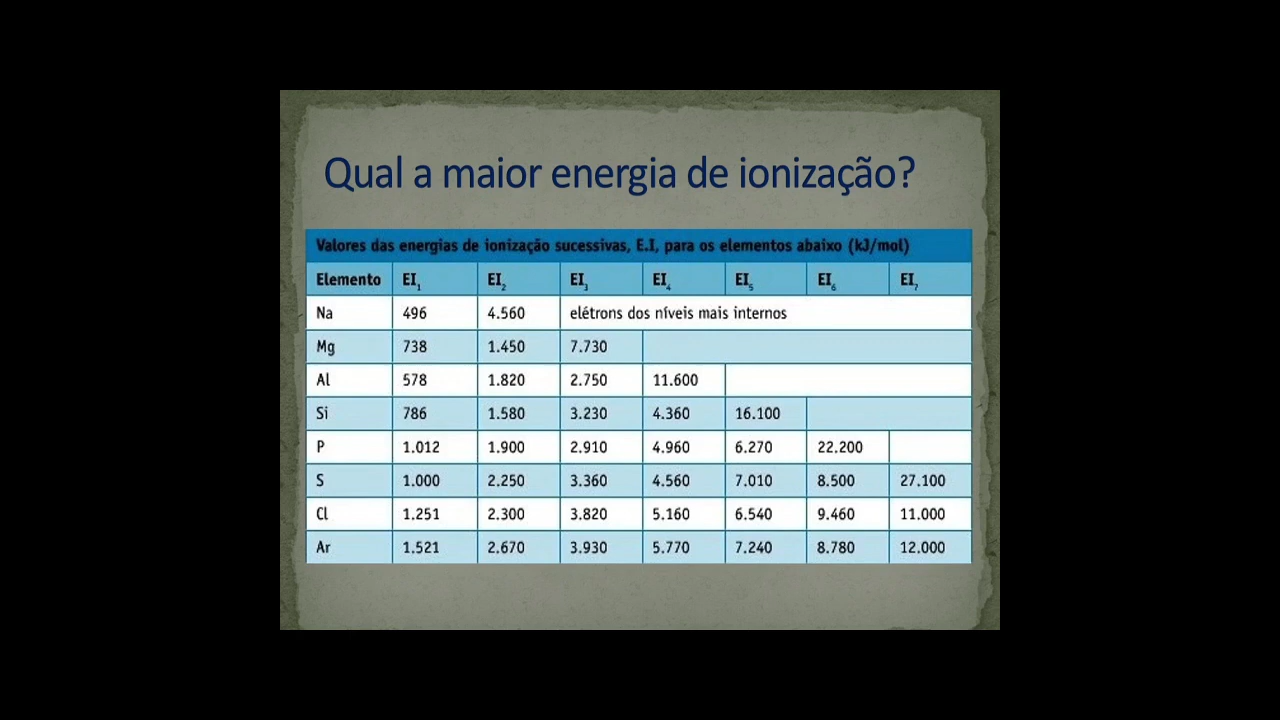 Qual a maior energia de ionização?
Valores das energias de ionização sucessivas, E.I, para os elementos abaixo (kJ/mol)
Elemento EI₁ EI₂ EI₃ EI₄ EI₅ EI₆ EI₇
Na 496 4.560 elétrons dos níveis mais internos
Mg 738 1.450 7.730
Al 578 1.820 2.750 11.600
Si 786 1.580 3.230 4.360 16.100
P 1.012 1.900 2.910 4.960 6.270 22.200
S 1.000 2.250 3.360 4.560 7.010 8.500 27.100
Cl 1.251 2.300 3.820 5.160 6.540 9.460 11.000
Ar 1.521 2.670 3.930 5.770 7.240 8.780 12.000